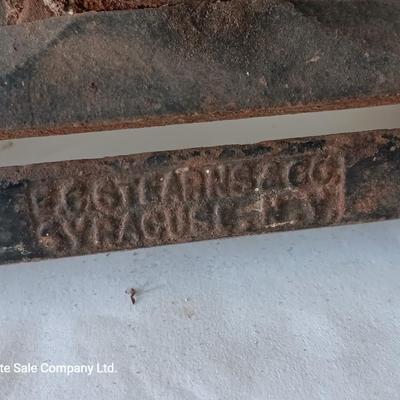 E.C. STEARNS & CO.
SYRACUSE. N.Y.
te Sale Company Ltd.